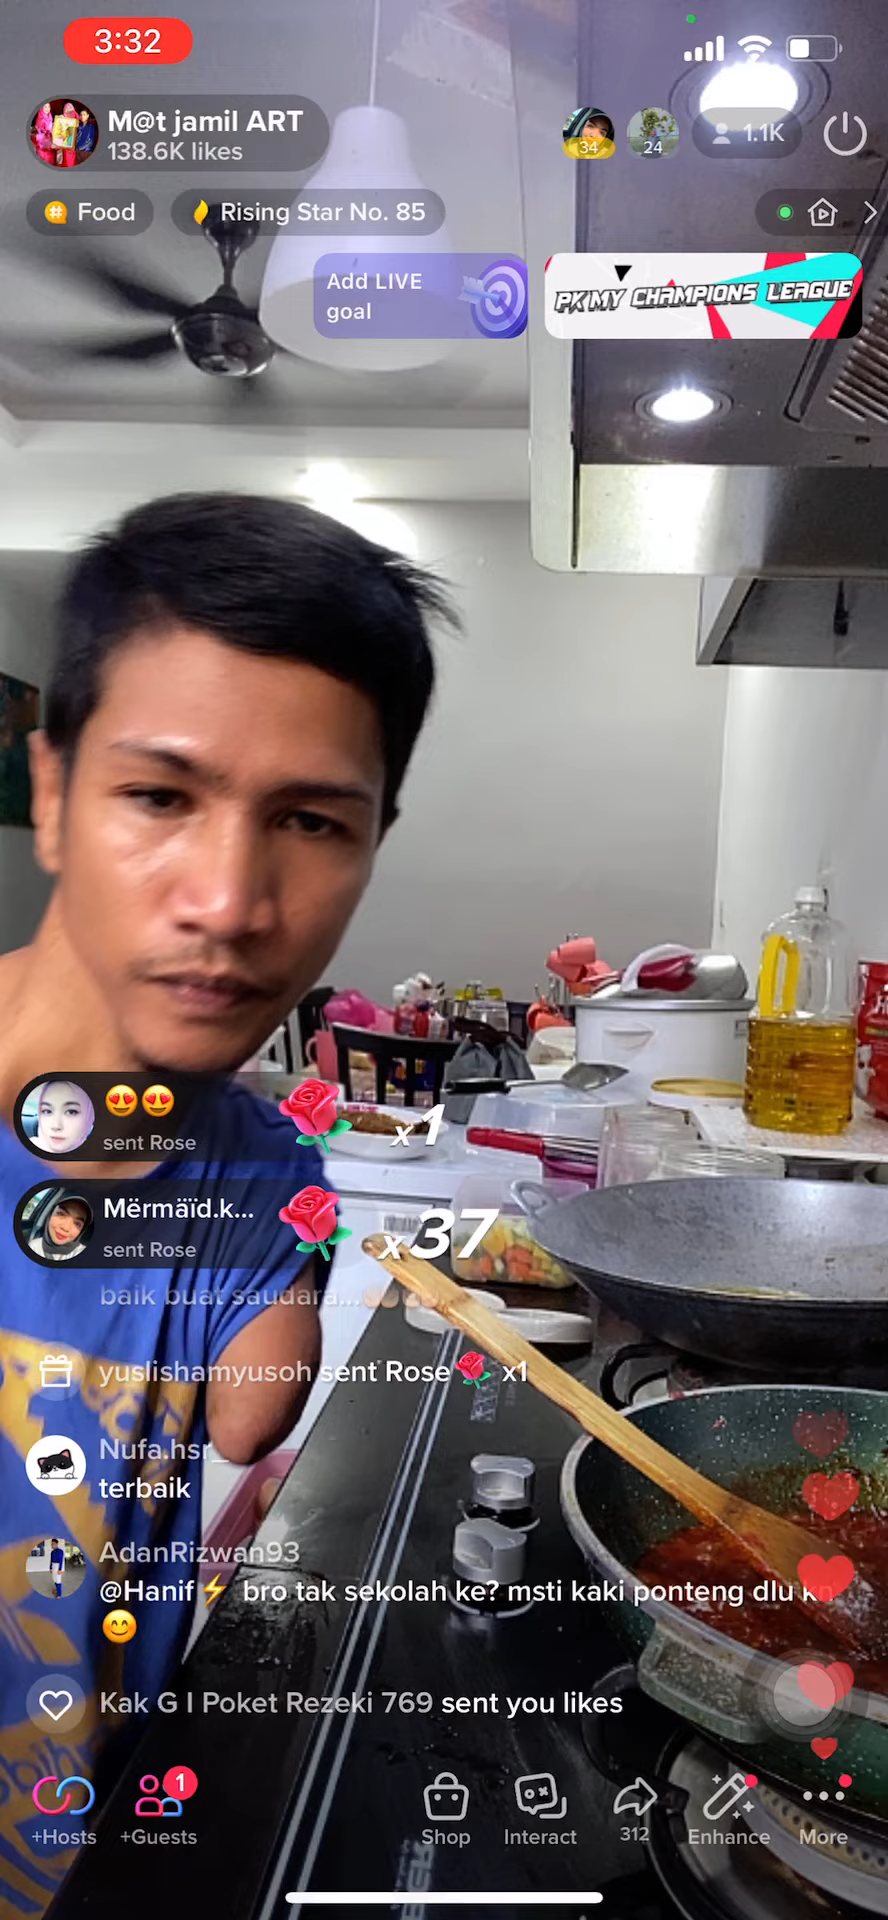 3:32
M@t jamil ART
138.6K likes
34
24
1.1K
Food
Rising Star No. 85
Add LIVE
goal
PK MY CHAMPIONS LEAGUE
😍😍
sent Rose
x1
Mërmäïd.k...
sent Rose
x37
baik buat saudara...
yuslishamyusoh sent Rose 🌹 x1
Nufa.hsr_
terbaik
AdanRizwan93
@Hanif⚡ bro tak sekolah ke? msti kaki ponteng dlu kn
😊
Kak G I Poket Rezeki 769 sent you likes
1
+Hosts
+Guests
Shop
Interact
312
Enhance
More